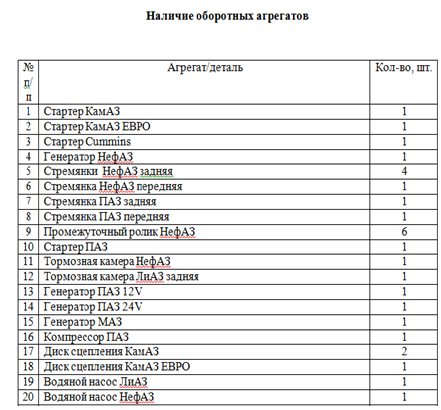 Наличие оборотных агрегатов
№ п/п Агрегат/деталь Кол-во, шт.
1 Стартер КамАЗ 1
2 Стартер КамАЗ ЕВРО 1
3 Стартер Cummins 1
4 Генератор НефАЗ 1
5 Стремянки НефАЗ задняя 4
6 Стремянка НефАЗ передняя 1
7 Стремянка ПАЗ задняя 1
8 Стремянка ПАЗ передняя 1
9 Промежуточный ролик НефАЗ 6
10 Стартер ПАЗ 1
11 Тормозная камера НефАЗ 1
12 Тормозная камера ЛиАЗ задняя 1
13 Генератор ПАЗ 12V 1
14 Генератор ПАЗ 24V 1
15 Генератор МАЗ 1
16 Компрессор ПАЗ 1
17 Диск сцепления КамАЗ 2
18 Диск сцепления КамАЗ ЕВРО 1
19 Водяной насос ЛиАЗ 1
20 Водяной насос НефАЗ 1